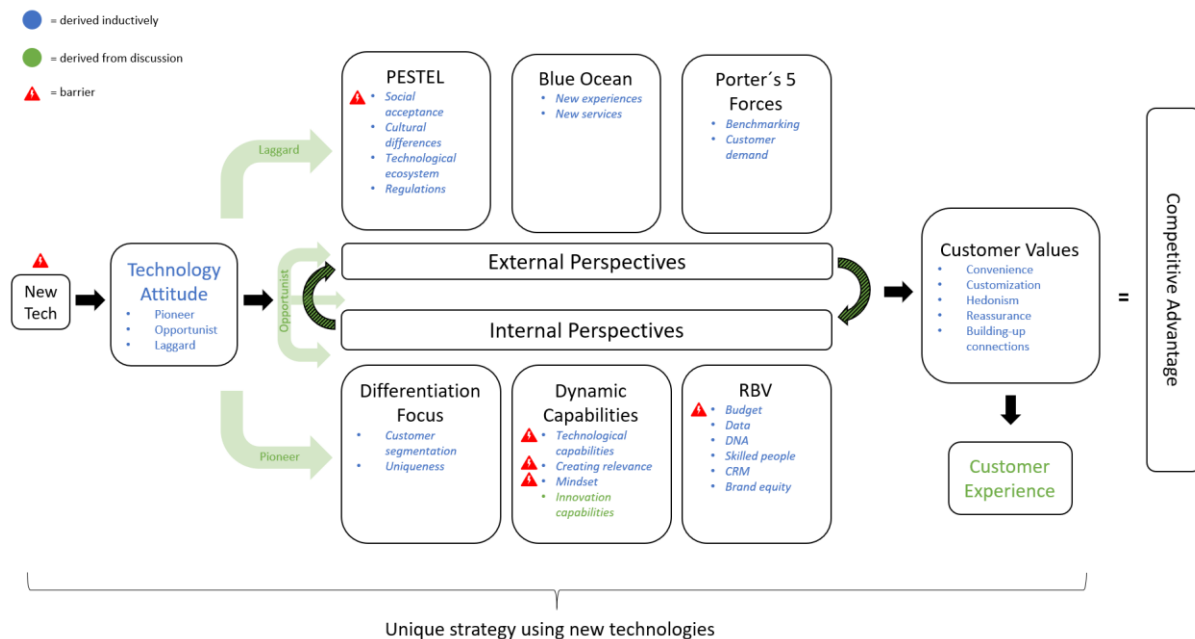 = derived inductively
= derived from discussion
= barrier
PESTEL
• Social
acceptance
• Cultural
differences
• Technological
ecosystem
• Regulations
Blue Ocean
• New experiences
• New services
Porter´s 5
Forces
• Benchmarking
• Customer
demand
Laggard
New
Tech
Technology
Attitude
• Pioneer
• Opportunist
• Laggard
Opportunist
External Perspectives
Internal Perspectives
Customer Values
• Convenience
• Customization
• Hedonism
• Reassurance
• Building-up
connections
=
Competitive Advantage
Pioneer
Differentiation
Focus
• Customer
segmentation
• Uniqueness
Dynamic
Capabilities
• Technological
capabilities
• Creating relevance
• Mindset
• Innovation
capabilities
RBV
• Budget
• Data
• DNA
• Skilled people
• CRM
• Brand equity
Customer
Experience
Unique strategy using new technologies